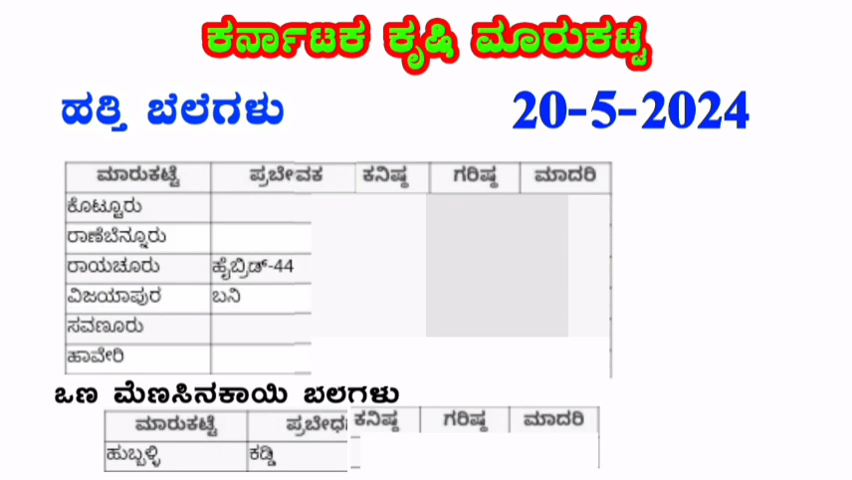 ಕರ್ನಾಟಕ ಕೃಷಿ ಮಾರುಕಟ್ಟೆ
ಹತ್ತಿ ಬೆಲೆಗಳು 20-5-2024
ಮಾರುಕಟ್ಟೆ ಪ್ರಬೇವಕ ಕನಿಷ್ಠ ಗರಿಷ್ಠ ಮಾದರಿ
ಕೊಟ್ಟೂರು
ರಾಣೆಬೆನ್ನೂರು
ರಾಯಚೂರು ಹೈಬ್ರಿಡ್-44
ವಿಜಯಾಪುರ ಬನಿ
ಸವಣೂರು
ಹಾವೇರಿ
ಒಣ ಮೆಣಸಿನಕಾಯಿ ಬೆಲೆಗಳು
ಮಾರುಕಟ್ಟೆ ಪ್ರಬೇಧ ಕನಿಷ್ಠ ಗರಿಷ್ಠ ಮಾದರಿ
ಹುಬ್ಬಳ್ಳಿ ಕಡ್ಡಿ